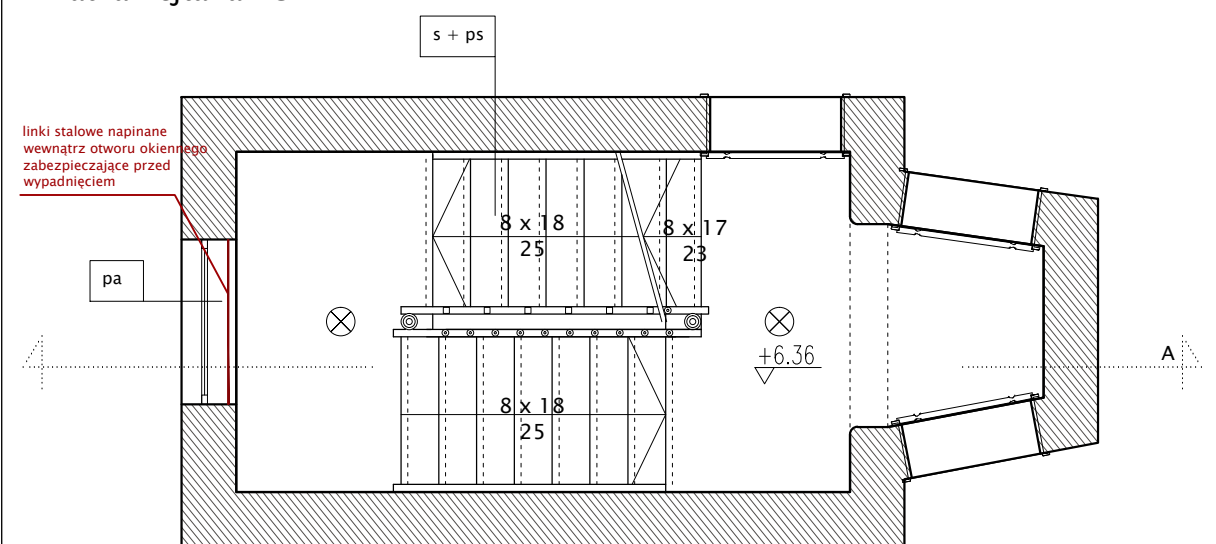 s + ps
linki stalowe napinane
wewnątrz otworu okiennego
zabezpieczające przed
wypadnięciem
8 x 18
25
8 x 17
23
pa
+6.36
A
8 x 18
25